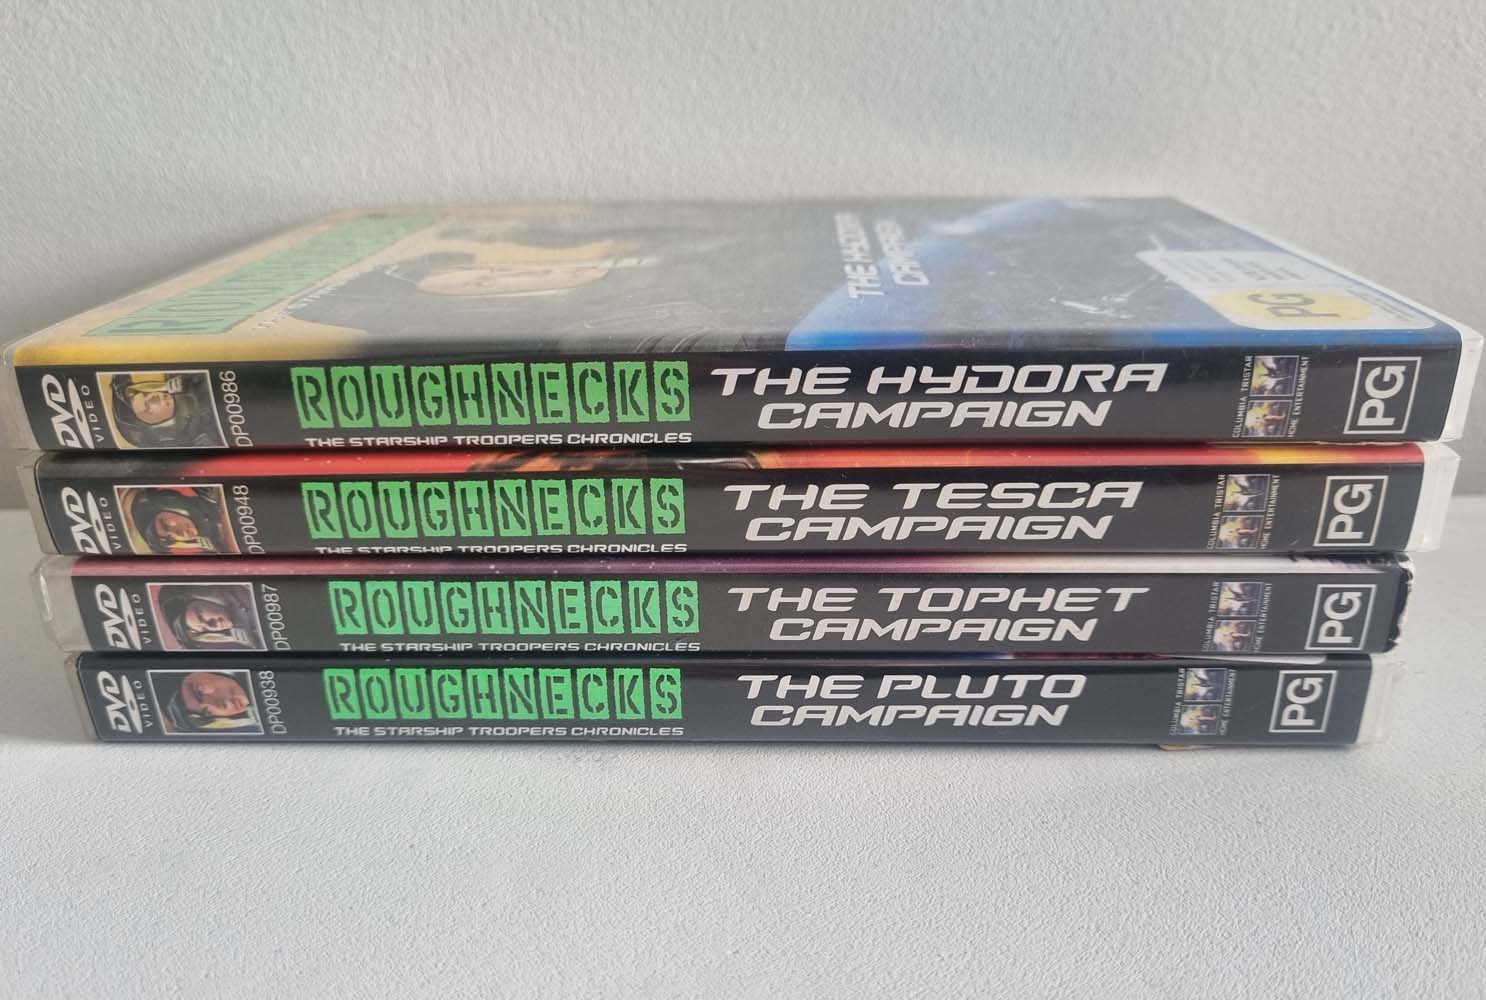 ROUGHNECKS
THE HYDORA
CAMPAIGN
PG
DVD
VIDEO
DP00986
ROUGHNECKS
THE STARSHIP TROOPERS CHRONICLES
THE HYDORA
CAMPAIGN
COLUMBIA TRISTAR
HOME ENTERTAINMENT
PG
DVD
VIDEO
DP00948
ROUGHNECKS
THE STARSHIP TROOPERS CHRONICLES
THE TESCA
CAMPAIGN
COLUMBIA TRISTAR
HOME ENTERTAINMENT
PG
DVD
VIDEO
DP00987
ROUGHNECKS
THE STARSHIP TROOPERS CHRONICLES
THE TOPHET
CAMPAIGN
COLUMBIA TRISTAR
HOME ENTERTAINMENT
PG
DVD
VIDEO
DP00938
ROUGHNECKS
THE STARSHIP TROOPERS CHRONICLES
THE PLUTO
CAMPAIGN
COLUMBIA TRISTAR
HOME ENTERTAINMENT
PG